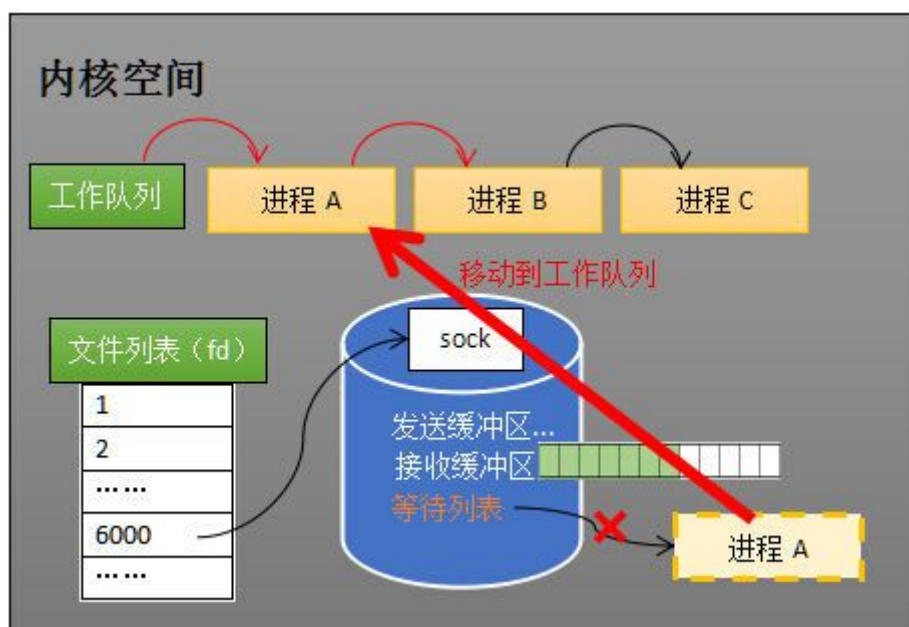 内核空间
工作队列
进程 A
进程 B
进程 C
移动到工作队列
文件列表（fd）
1
2
……
6000
……
sock
发送缓冲区...
接收缓冲区
等待列表
进程 A